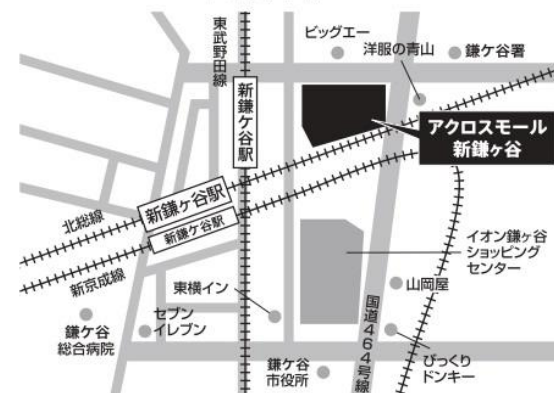 東武野田線
ビッグエー
洋服の青山
鎌ケ谷署
新鎌ケ谷駅
アクロスモール
新鎌ヶ谷
新鎌ケ谷駅
新鎌ケ谷駅
北総線
新京成線
イオン鎌ヶ谷
ショッピング
センター
東横イン
山岡屋
セブン
イレブン
鎌ケ谷
総合病院
国道464号線
鎌ケ谷
市役所
びっくり
ドンキー